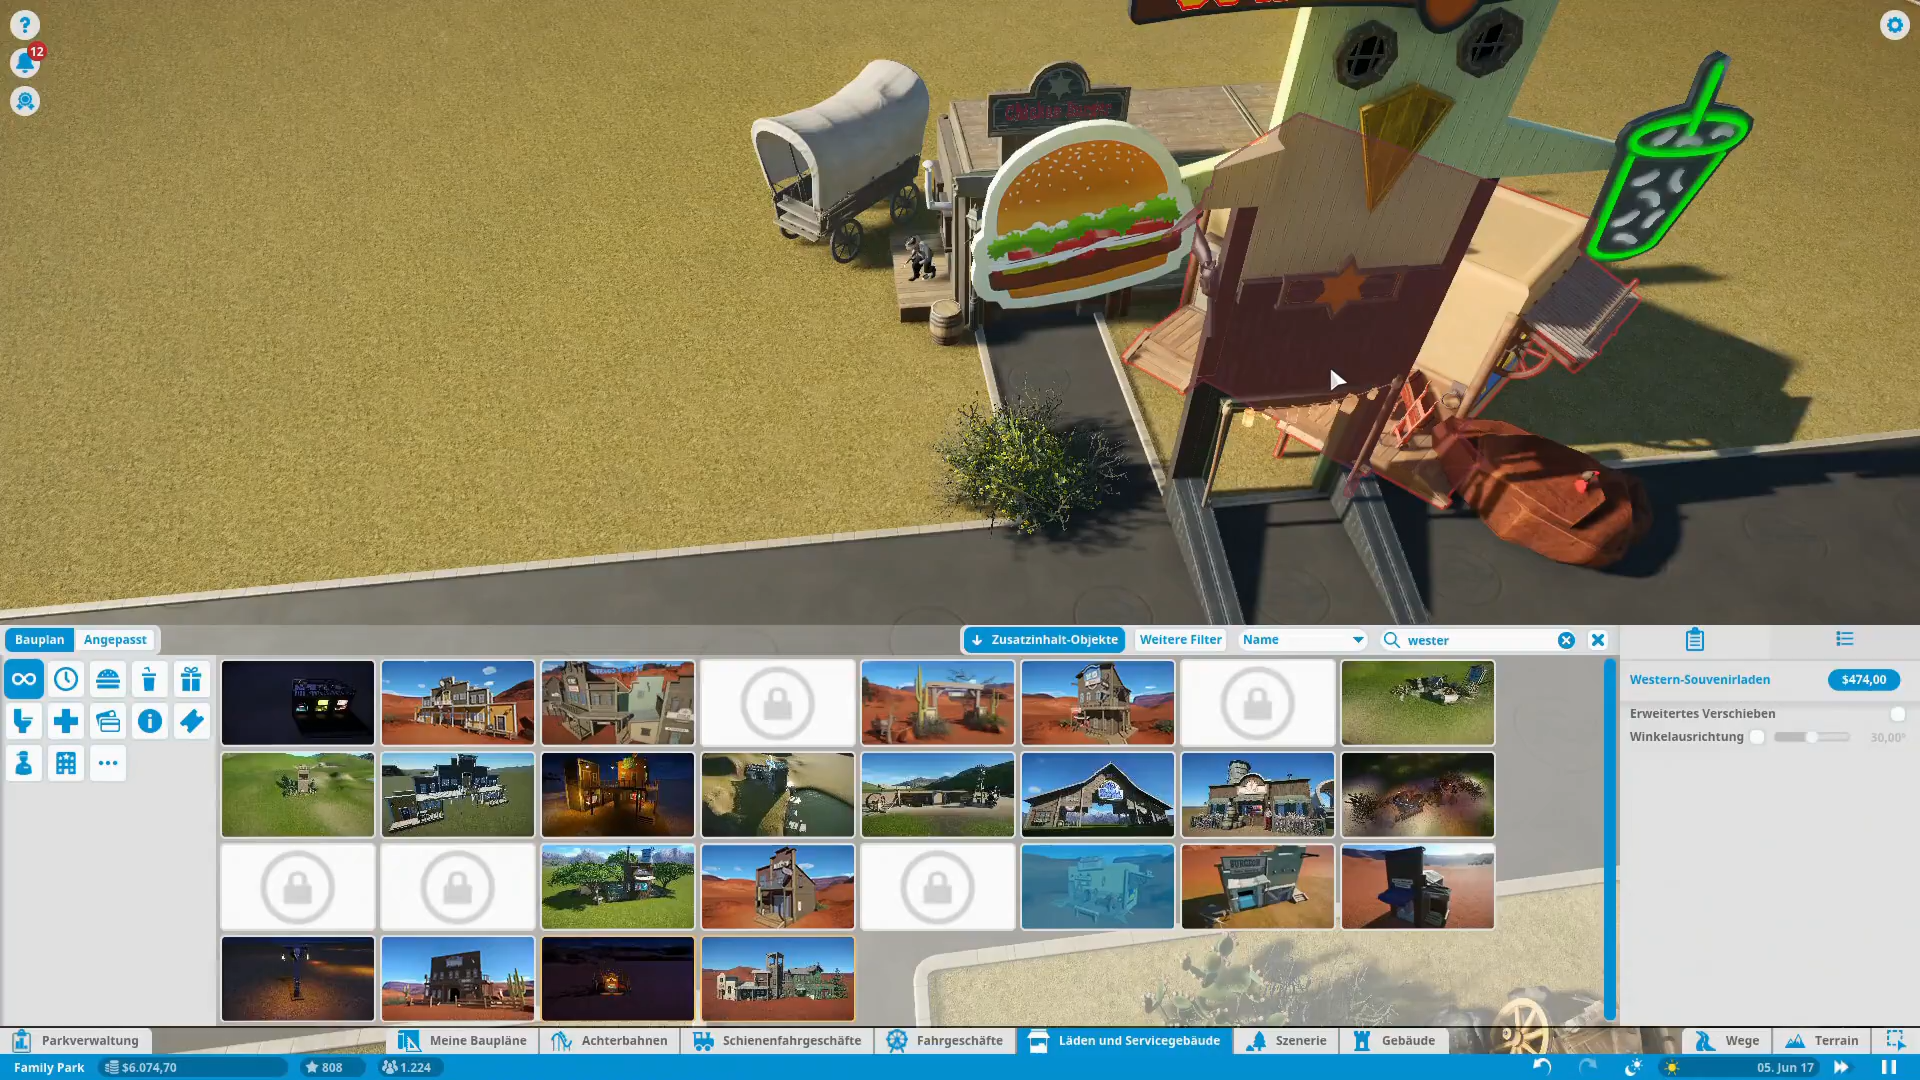 ?
12
Bauplan
Angepasst
Zusatzinhalt-Objekte
Weitere Filter
Name
wester
Western-Souvenirladen
$474,00
Erweitertes Verschieben
Winkelausrichtung
30,00°
Parkverwaltung
Meine Baupläne
Achterbahnen
Schienenfahrgeschäfte
Fahrgeschäfte
Läden und Servicegebäude
Szenerie
Gebäude
Wege
Terrain
Family Park
$6.074,70
808
1.224
05. Jun 17